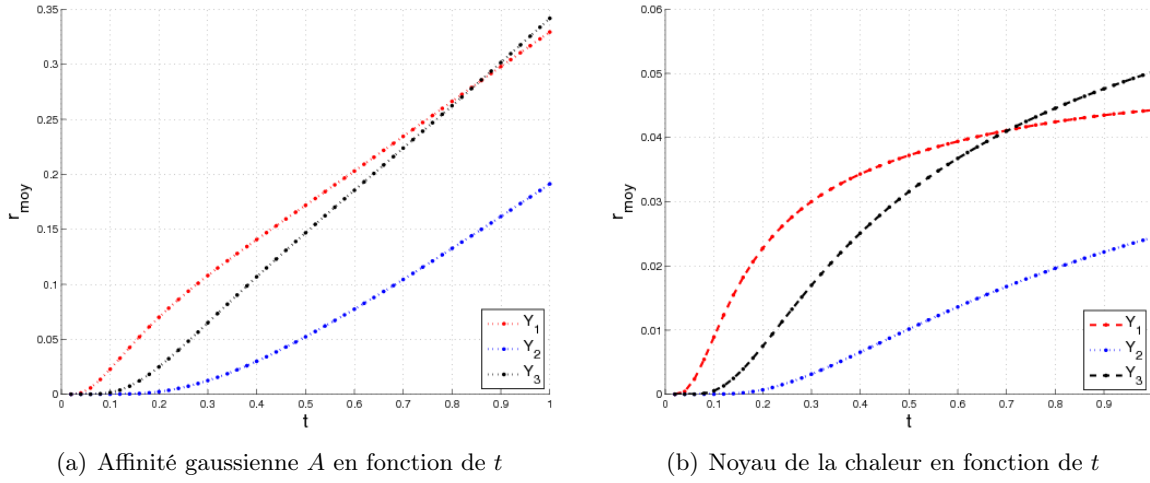 0.35
0.3
0.25
0.2
0.15
0.1
0.05
0
r_moy
0 0.1 0.2 0.3 0.4 0.5 0.6 0.7 0.8 0.9 1
t
Y_1
Y_2
Y_3
(a) Affinité gaussienne A en fonction de t
0.06
0.05
0.04
0.03
0.02
0.01
0
r_moy
0 0.1 0.2 0.3 0.4 0.5 0.6 0.7 0.8 0.9
t
Y_1
Y_2
Y_3
(b) Noyau de la chaleur en fonction de t